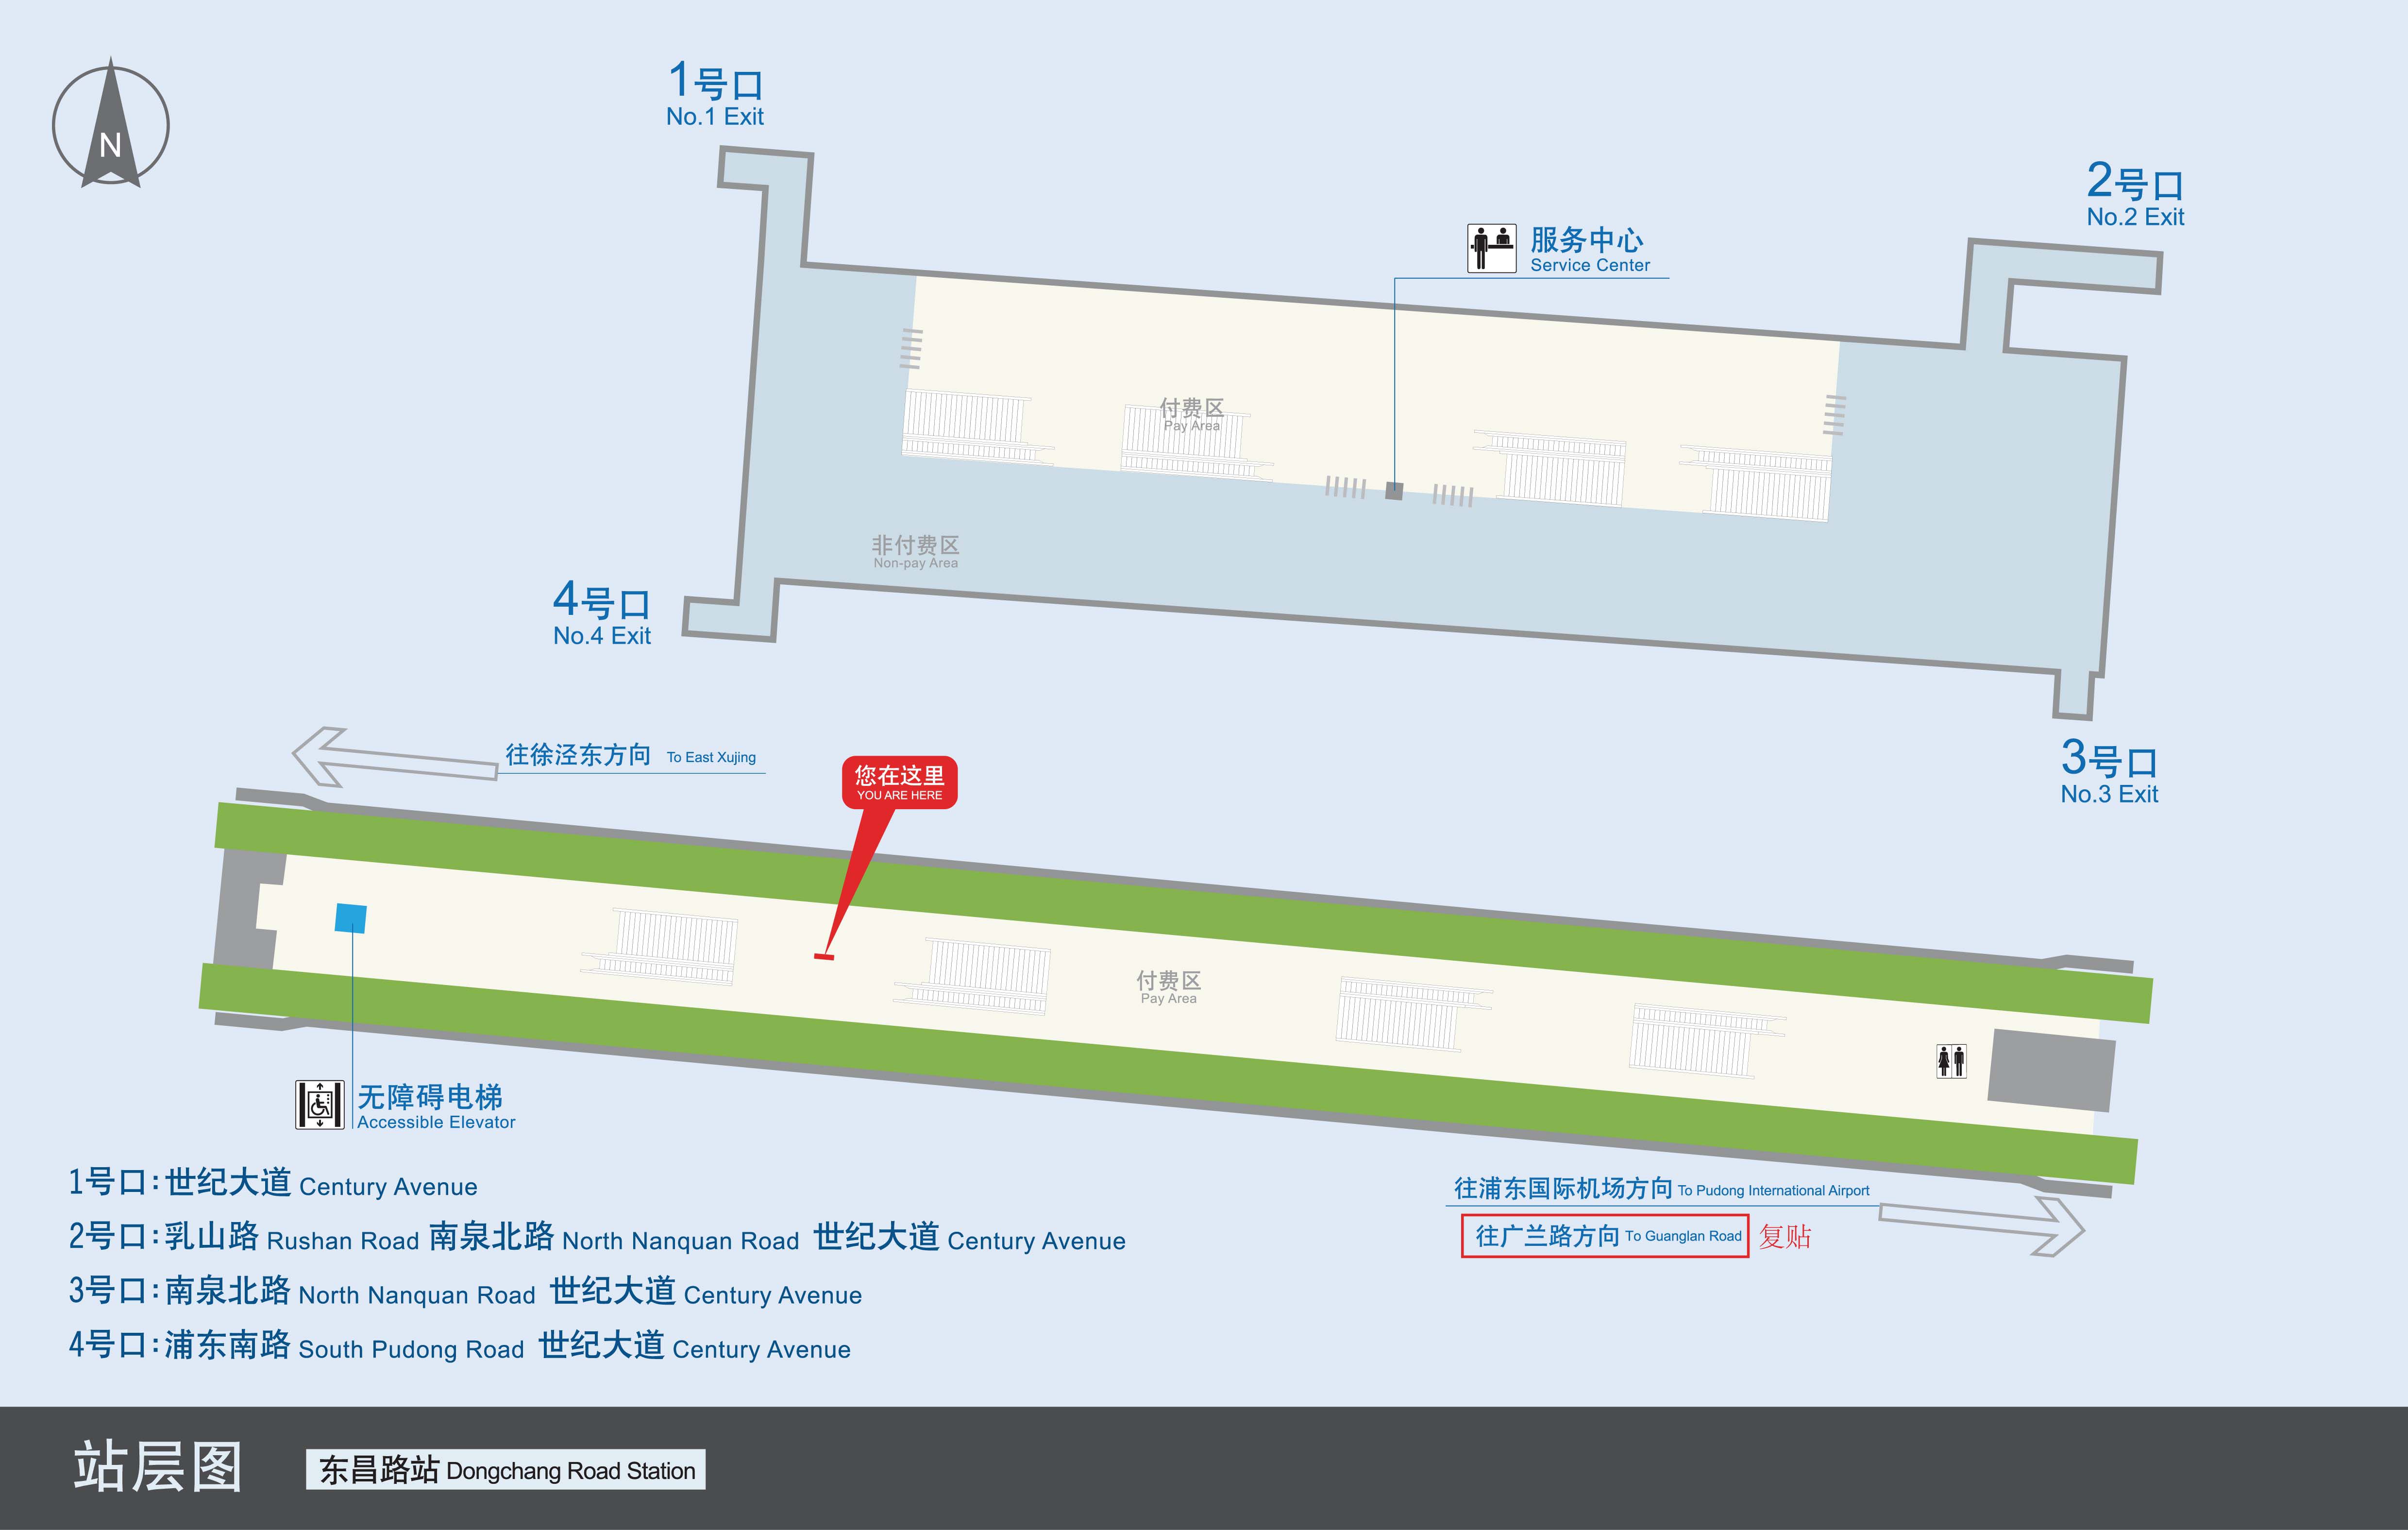 N
1号口
No.1 Exit
2号口
No.2 Exit
服务中心
Service Center
付费区
Pay Area
非付费区
Non-pay Area
4号口
No.4 Exit
3号口
No.3 Exit
往徐泾东方向 To East Xujing
您在这里
YOU ARE HERE
付费区
Pay Area
无障碍电梯
Accessible Elevator
往浦东国际机场方向 To Pudong International Airport
往广兰路方向 To Guanglan Road 复贴
1号口:世纪大道 Century Avenue
2号口:乳山路 Rushan Road 南泉北路 North Nanquan Road 世纪大道 Century Avenue
3号口:南泉北路 North Nanquan Road 世纪大道 Century Avenue
4号口:浦东南路 South Pudong Road 世纪大道 Century Avenue
站层图 东昌路站 Dongchang Road Station